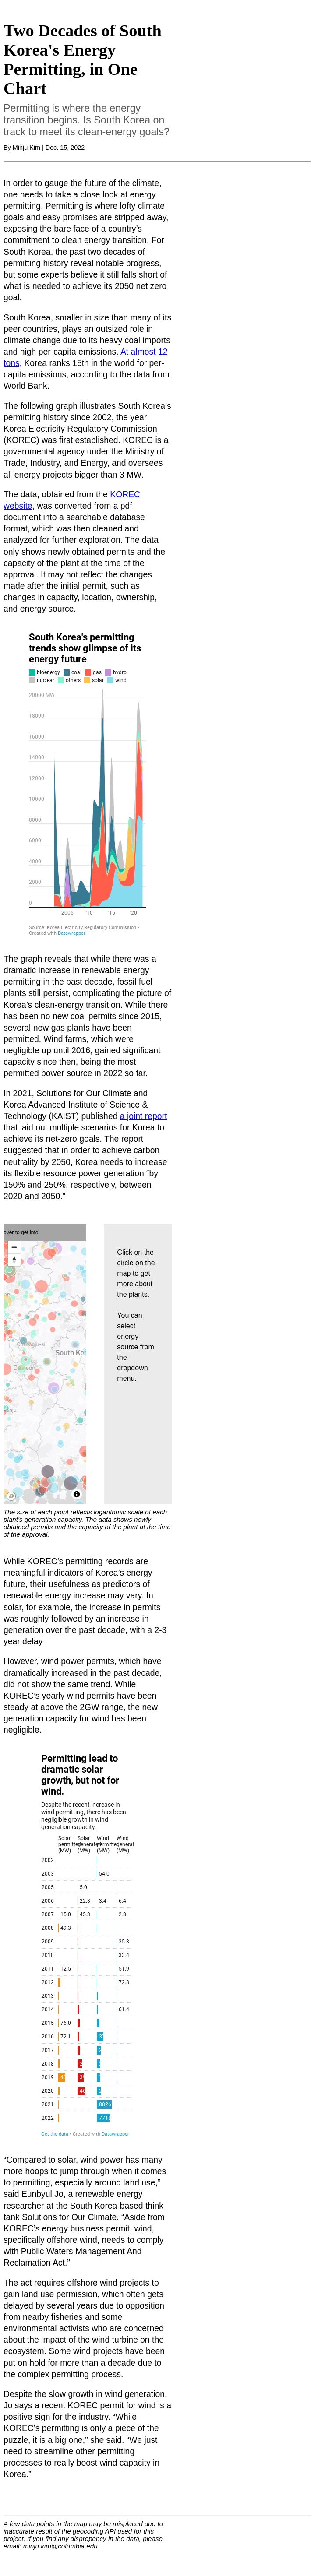 Two Decades of South
Korea's Energy
Permitting, in One
Chart
Permitting is where the energy
transition begins. Is South Korea on
track to meet its clean-energy goals?
By Minju Kim | Dec. 15, 2022
In order to gauge the future of the climate,
one needs to take a close look at energy
permitting. Permitting is where lofty climate
goals and easy promises are stripped away,
exposing the bare face of a country's
commitment to clean energy transition. For
South Korea, the past two decades of
permitting history reveal notable progress,
but some experts believe it still falls short of
what is needed to achieve its 2050 net zero
goal.
South Korea, smaller in size than many of its
peer countries, plays an outsized role in
climate change due to its heavy coal imports
and high per-capita emissions. At almost 12
tons, Korea ranks 15th in the world for per-
capita emissions, according to the data from
World Bank.
The following graph illustrates South Korea's
permitting history since 2002, the year
Korea Electricity Regulatory Commission
(KOREC) was first established. KOREC is a
governmental agency under the Ministry of
Trade, Industry, and Energy, and oversees
all energy projects bigger than 3 MW.
The data, obtained from the KOREC
website, was converted from a pdf
document into a searchable database
format, which was then cleaned and
analyzed for further exploration. The data
only shows newly obtained permits and the
capacity of the plant at the time of the
approval. It may not reflect the changes
made after the initial permit, such as
changes in capacity, location, ownership,
and energy source.
South Korea's permitting
trends show glimpse of its
energy future
bioenergy coal gas hydro
nuclear others solar wind
20000 MW
18000
16000
14000
12000
10000
8000
6000
4000
2000
0
2005 '10 '15 '20
Source: Korea Electricity Regulatory Commission •
Created with Datawrapper
The graph reveals that while there was a
dramatic increase in renewable energy
permitting in the past decade, fossil fuel
plants still persist, complicating the picture of
Korea's clean-energy transition. While there
has been no new coal permits since 2015,
several new gas plants have been
permitted. Wind farms, which were
negligible up until 2016, gained significant
capacity since then, being the most
permitted power source in 2022 so far.
In 2021, Solutions for Our Climate and
Korea Advanced Institute of Science &
Technology (KAIST) published a joint report
that laid out multiple scenarios for Korea to
achieve its net-zero goals. The report
suggested that in order to achieve carbon
neutrality by 2050, Korea needs to increase
its flexible resource power generation “by
150% and 250%, respectively, between
2020 and 2050.”
over to get info
South Kor
Click on the
circle on the
map to get
more about
the plants.
You can
select
energy
source from
the
dropdown
menu.
The size of each point reflects logarithmic scale of each
plant's generation capacity. The data shows newly
obtained permits and the capacity of the plant at the time
of the approval.
While KOREC's permitting records are
meaningful indicators of Korea's energy
future, their usefulness as predictors of
renewable energy increase may vary. In
solar, for example, the increase in permits
was roughly followed by an increase in
generation over the past decade, with a 2-3
year delay
However, wind power permits, which have
dramatically increased in the past decade,
did not show the same trend. While
KOREC's yearly wind permits have been
steady at above the 2GW range, the new
generation capacity for wind has been
negligible.
Permitting lead to
dramatic solar
growth, but not for
wind.
Despite the recent increase in
wind permitting, there has been
negligible growth in wind
generation capacity.
Solar Solar Wind Wind
permitted generated permitted generat
(MW) (MW) (MW) (MW)
2002
2003 54.0
2005 5.0
2006 22.3 3.4 6.4
2007 15.0 45.3 2.8
2008 49.3
2009 35.3
2010 33.4
2011 12.5 51.9
2012 72.8
2013
2014 61.4
2015 76.0
2016 72.1
2017
2018
2019
2020
2021 8826
2022
Get the data • Created with Datawrapper
“Compared to solar, wind power has many
more hoops to jump through when it comes
to permitting, especially around land use,”
said Eunbyul Jo, a renewable energy
researcher at the South Korea-based think
tank Solutions for Our Climate. “Aside from
KOREC's energy business permit, wind,
specifically offshore wind, needs to comply
with Public Waters Management And
Reclamation Act.”
The act requires offshore wind projects to
gain land use permission, which often gets
delayed by several years due to opposition
from nearby fisheries and some
environmental activists who are concerned
about the impact of the wind turbine on the
ecosystem. Some wind projects have been
put on hold for more than a decade due to
the complex permitting process.
Despite the slow growth in wind generation,
Jo says a recent KOREC permit for wind is a
positive sign for the industry. “While
KOREC's permitting is only a piece of the
puzzle, it is a big one,” she said. “We just
need to streamline other permitting
processes to really boost wind capacity in
Korea.”
A few data points in the map may be misplaced due to
inaccurate result of the geocoding API used for this
project. If you find any disprepency in the data, please
email: minju.kim@columbia.edu